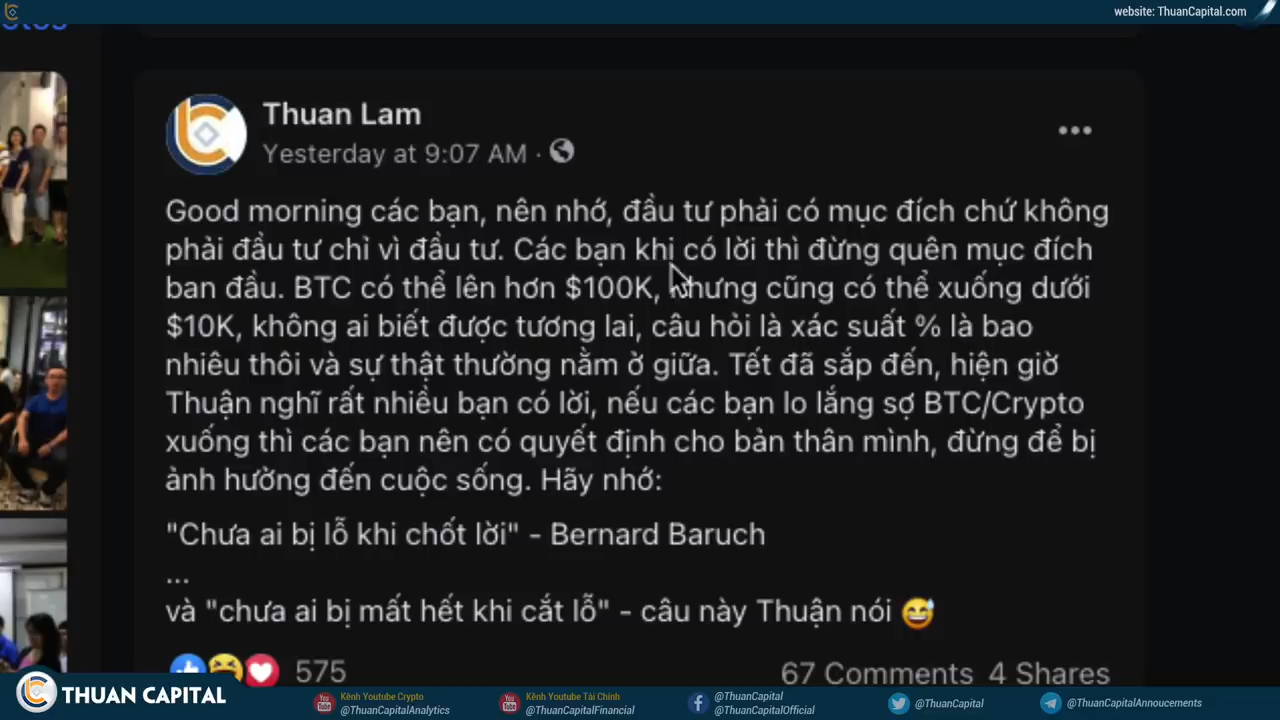 website: ThuanCapital.com
Thuan Lam
Yesterday at 9:07 AM ·
Good morning các bạn, nên nhớ, đầu tư phải có mục đích chứ không
phải đầu tư chỉ vì đầu tư. Các bạn khi có lời thì đừng quên mục đích
ban đầu. BTC có thể lên hơn $100K, nhưng cũng có thể xuống dưới
$10K, không ai biết được tương lai, câu hỏi là xác suất % là bao
nhiêu thôi và sự thật thường nằm ở giữa. Tết đã sắp đến, hiện giờ
Thuận nghĩ rất nhiều bạn có lời, nếu các bạn lo lắng sợ BTC/Crypto
xuống thì các bạn nên có quyết định cho bản thân mình, đừng để bị
ảnh hưởng đến cuộc sống. Hãy nhớ:
"Chưa ai bị lỗ khi chốt lời" - Bernard Baruch
...
và "chưa ai bị mất hết khi cắt lỗ" - câu này Thuận nói 😅
575
67 Comments 4 Shares
THUAN CAPITAL
Kênh Youtube Crypto
@ThuanCapitalAnalytics
Kênh Youtube Tài Chính
@ThuanCapitalFinancial
@ThuanCapital
@ThuanCapitalOfficial
@ThuanCapital
@ThuanCapitalAnnoucements